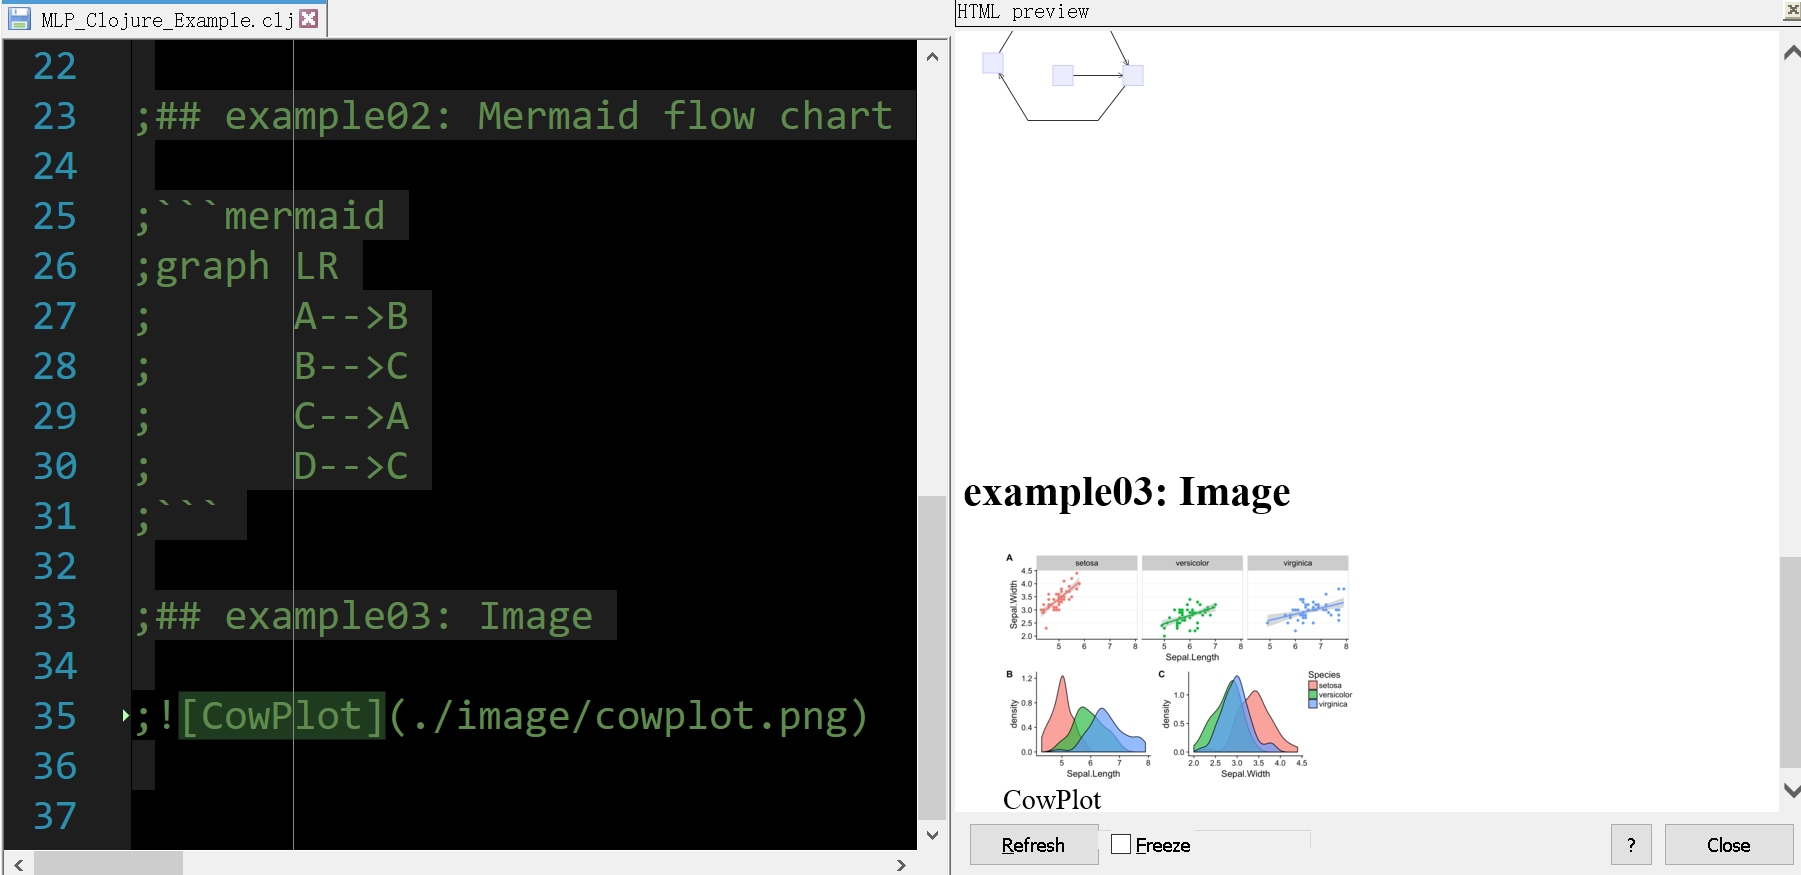 MLP_Clojure_Example.clj
22
23 ;## example02: Mermaid flow chart
24
25 ;```mermaid
26 ;graph LR
27 ;      A-->B
28 ;      B-->C
29 ;      C-->A
30 ;      D-->C
31 ;```
32
33 ;## example03: Image
34
35 ;![CowPlot](./image/cowplot.png)
36
37
HTML preview
example03: Image
A
setosa versicolor virginica
Sepal.Width
4.5
4.0
3.5
3.0
2.5
2.0
5 6 7 8 5 6 7 8 5 6 7 8
Sepal.Length
B
density
1.2
0.8
0.4
0.0
5 6 7 8
Sepal.Length
C
density
1.0
0.5
0.0
2.0 2.5 3.0 3.5 4.0 4.5
Sepal.Width
Species
setosa
versicolor
virginica
CowPlot
Refresh Freeze ? Close